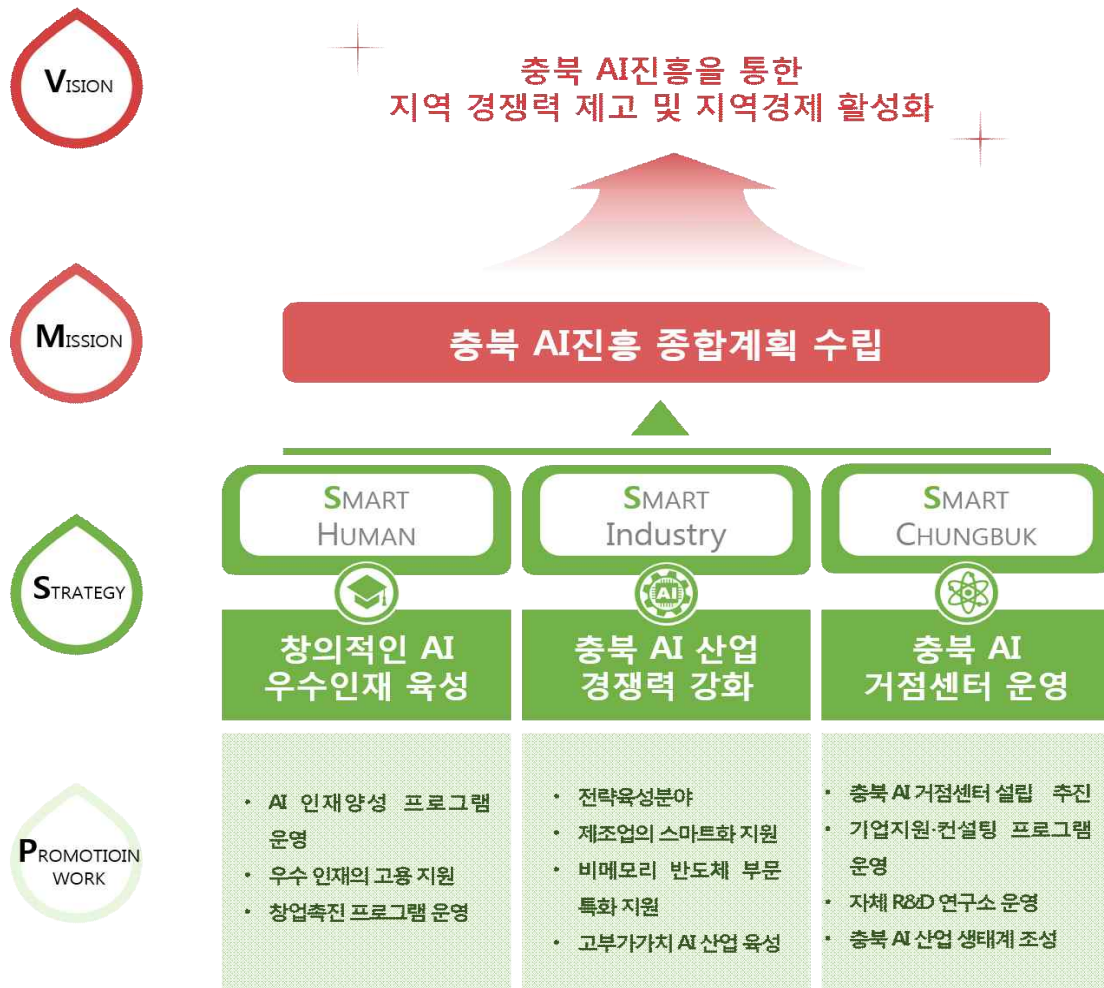 VISION
충북 AI진흥을 통한
지역 경쟁력 제고 및 지역경제 활성화
MISSION
충북 AI진흥 종합계획 수립
STRATEGY
SMART
HUMAN
창의적인 AI
우수인재 육성
SMART
Industry
AI
충북 AI 산업
경쟁력 강화
SMART
CHUNGBUK
충북 AI
거점센터 운영
PROMOTIOIN
WORK
• AI 인재양성 프로그램
운영
• 우수 인재의 고용 지원
• 창업촉진 프로그램 운영
• 전략육성분야
• 제조업의 스마트화 지원
• 비메모리 반도체 부문
특화 지원
• 고부가가치 AI 산업 육성
• 충북 AI 거점센터 설립 추진
• 기업지원·컨설팅 프로그램
운영
• 자체 R&D 연구소 운영
• 충북 AI 산업 생태계 조성